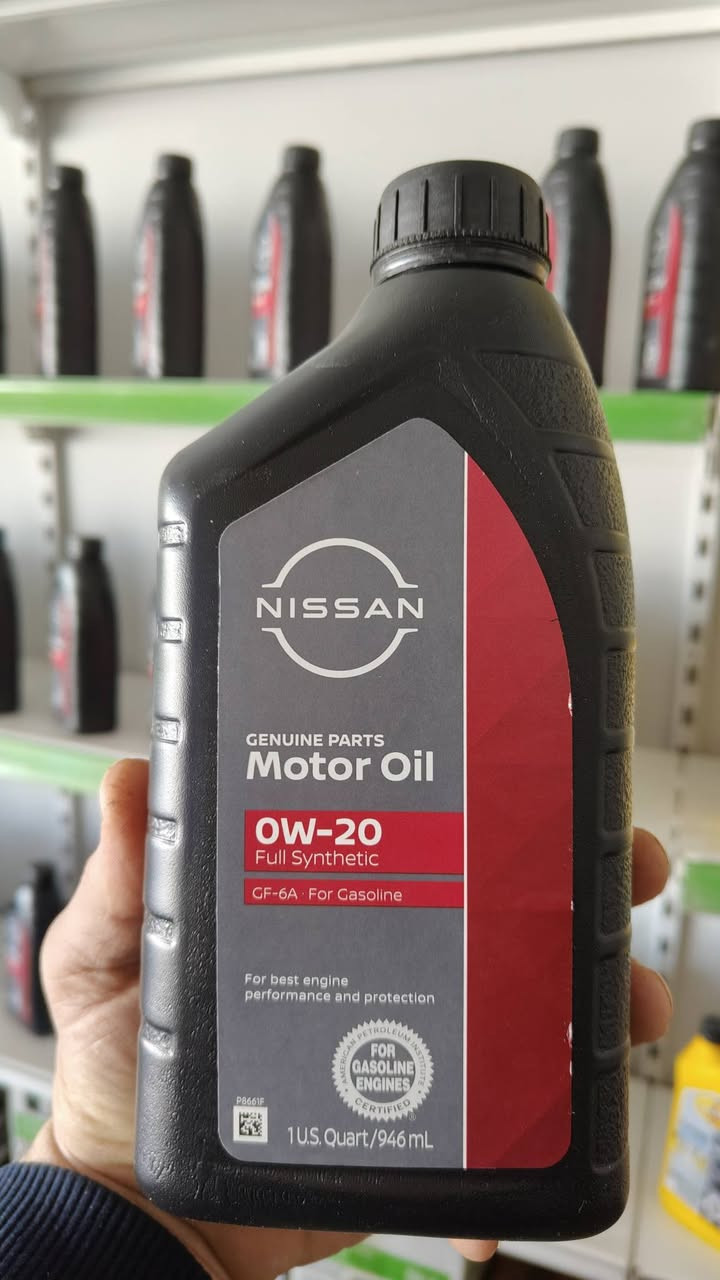 NISSAN
GENUINE PARTS
Motor Oil
0W-20
Full Synthetic
GF-6A · For Gasoline
For best engine
performance and protection
AMERICAN PETROLEUM INSTITUTE
FOR
GASOLINE
ENGINES
CERTIFIED
P8661F
1 U.S. Quart/946 mL